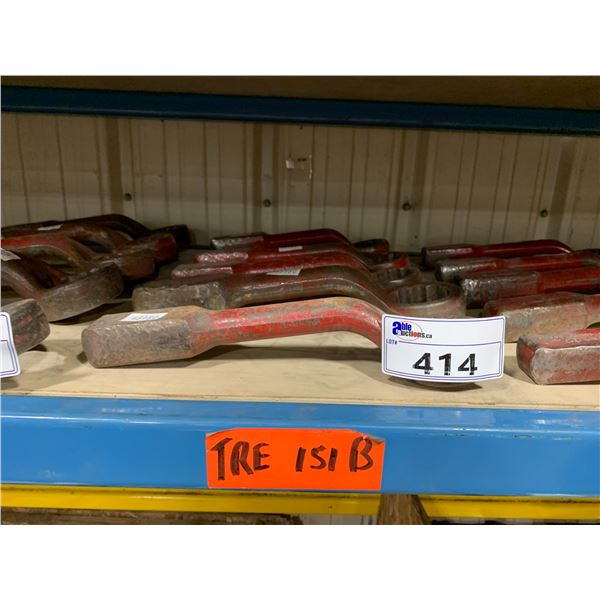 able
auctions.ca
LOT#
414
TRE 151 B